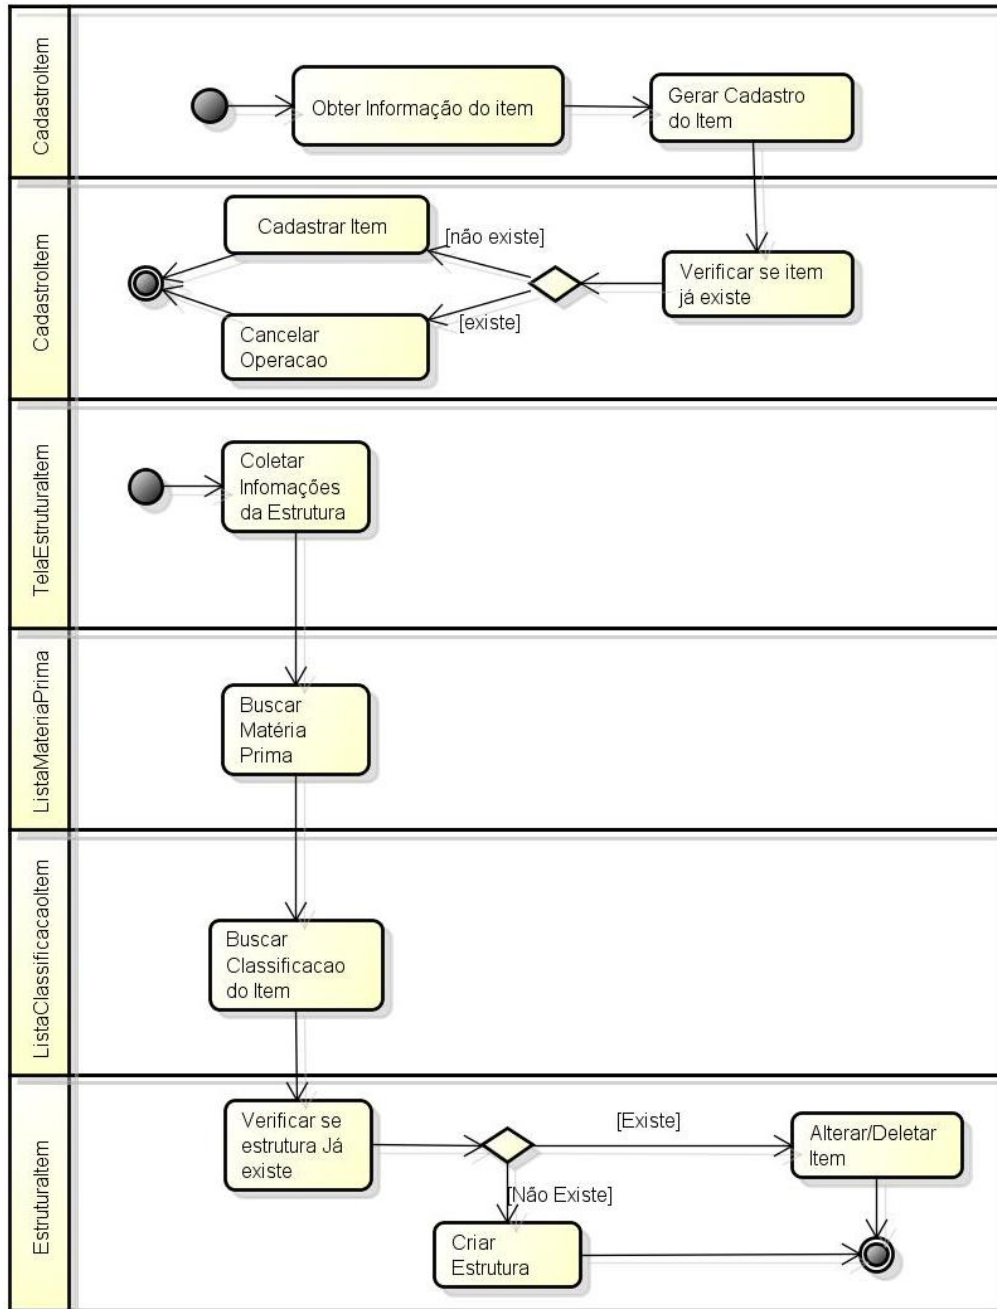 CadastroItem
Obter Informação do item
Gerar Cadastro
do Item
CadastroItem
Cadastrar Item
[não existe]
Verificar se item
já existe
[existe]
Cancelar
Operacao
TelaEstruturaItem
Coletar
Infomações
da Estrutura
ListaMateriaPrima
Buscar
Matéria
Prima
ListaClassificacaoItem
Buscar
Classificacao
do Item
EstruturaItem
Verificar se
estrutura Já
existe
[Existe]
Alterar/Deletar
Item
[Não Existe]
Criar
Estrutura